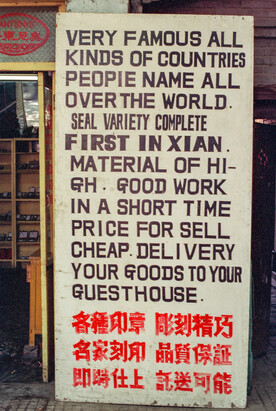 VERY FAMOUS ALL
KINDS OF COUNTRIES
PEOPIE NAME ALL
OVER THE WORLD.
SEAL VARIETY COMPLETE
FIRST IN XIAN.
MATERIAL OF HI-
GH. GOOD WORK
IN A SHORT TIME
PRICE FOR SELL
CHEAP. DELIVERY
YOUR GOODS TO YOUR
GUESTHOUSE.
各種印章 彫刻精巧
名家刻印 品質保証
即時仕上 託送可能